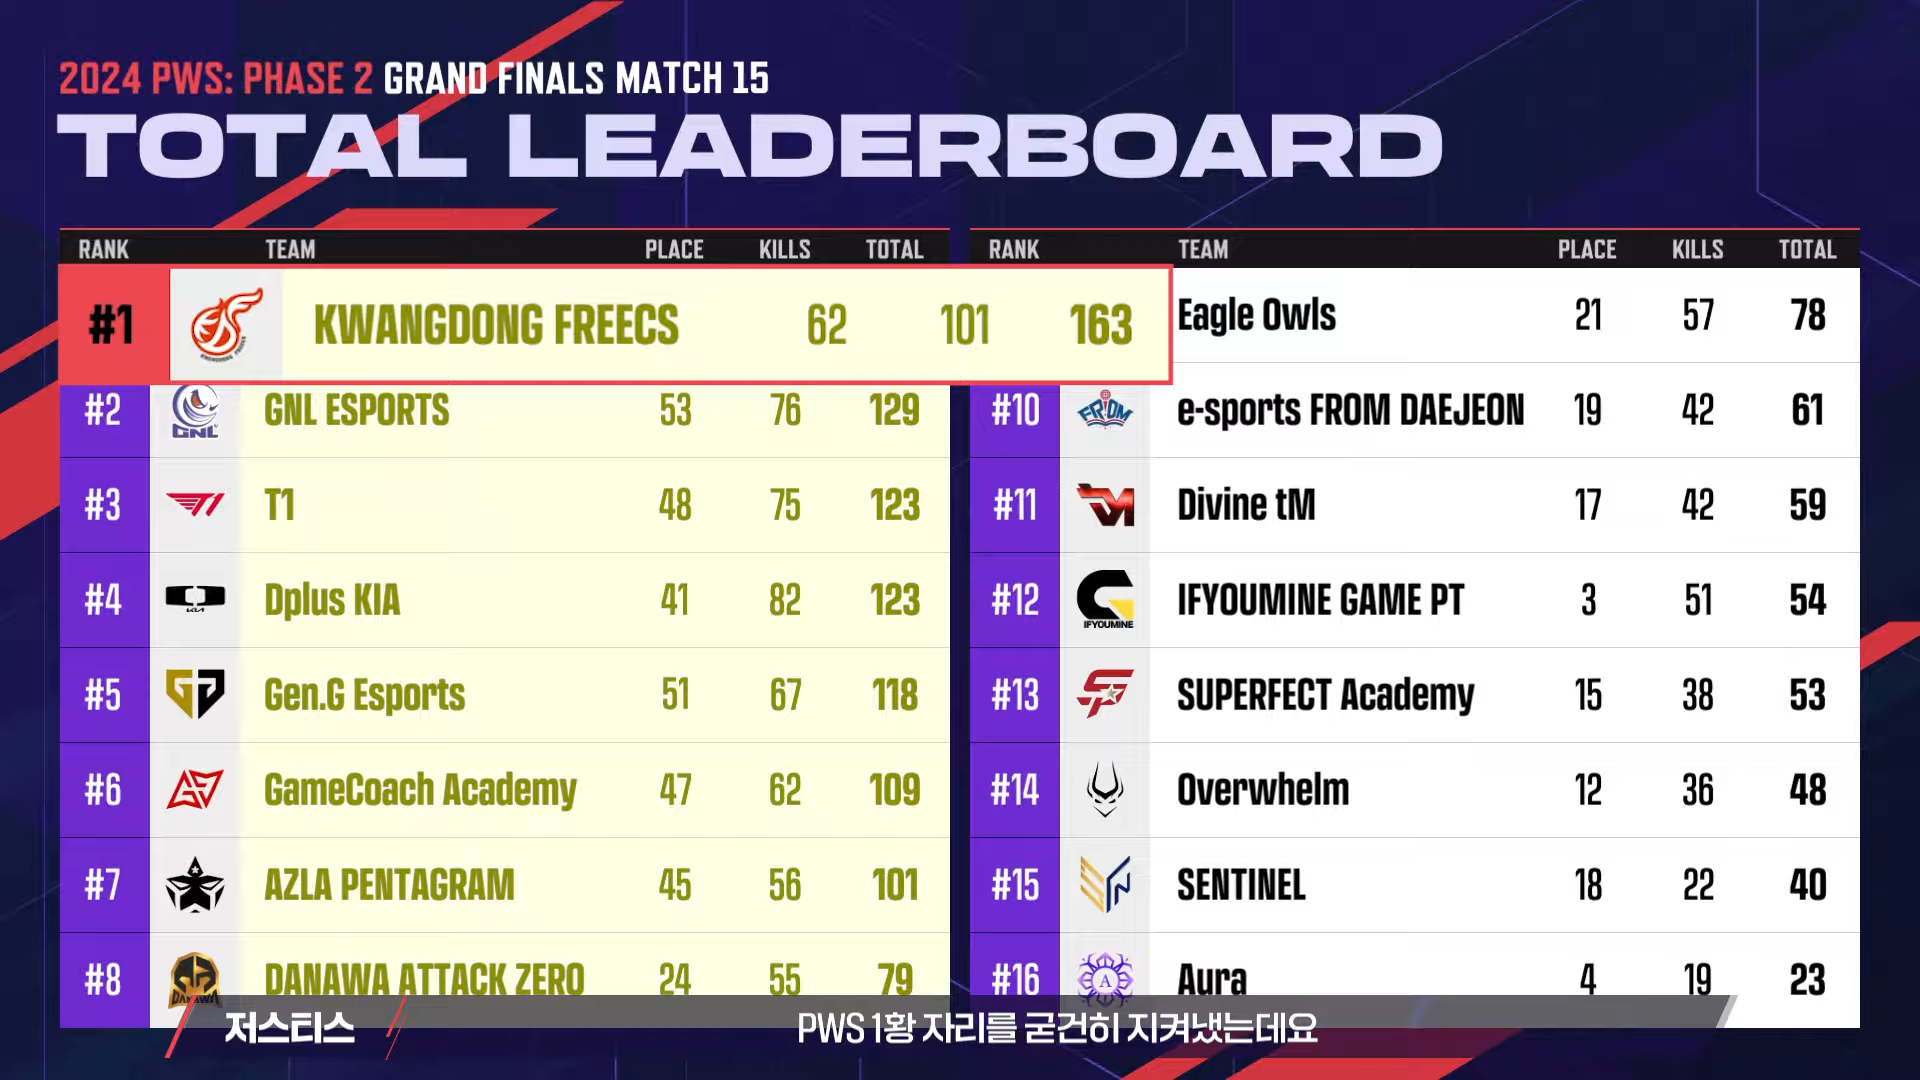 2024 PWS: PHASE 2 GRAND FINALS MATCH 15
TOTAL LEADERBOARD
RANK TEAM PLACE KILLS TOTAL
#1 KWANGDONG FREECS 62 101 163
#2 GNL GNL ESPORTS 53 76 129
#3 T1 T1 48 75 123
#4 KIA Dplus KIA 41 82 123
#5 Gen.G Esports 51 67 118
#6 GameCoach Academy 47 62 109
#7 AZLA PENTAGRAM 45 56 101
#8 DANAWA DANAWA ATTACK ZERO 24 55 79
RANK TEAM PLACE KILLS TOTAL
Eagle Owls 21 57 78
#10 e-sports FROM DAEJEON 19 42 61
#11 Divine tM 17 42 59
#12 IFYOUMINE IFYOUMINE GAME PT 3 51 54
#13 SUPERFECT Academy 15 38 53
#14 Overwhelm 12 36 48
#15 SENTINEL 18 22 40
#16 A Aura 4 19 23
저스티스 PWS 1황 자리를 굳건히 지켜냈는데요